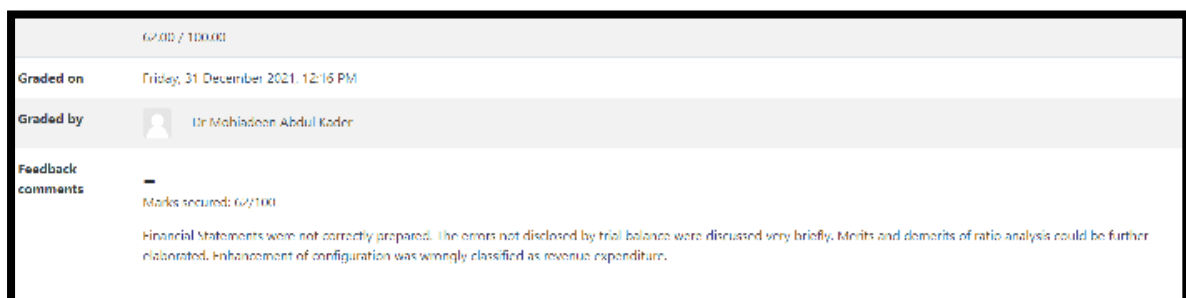 62.00 / 100.00
Graded on Friday, 31 December 2021, 12:16 PM
Graded by Dr Mohiadeen Abdul Kader
Feedback
comments
Marks secured: 62/100
Financial Statements were not correctly prepared. The errors not disclosed by trial balance were discussed very briefly. Merits and demerits of ratio analysis could be further
elaborated. Enhancement of configuration was wrongly classified as revenue expenditure.